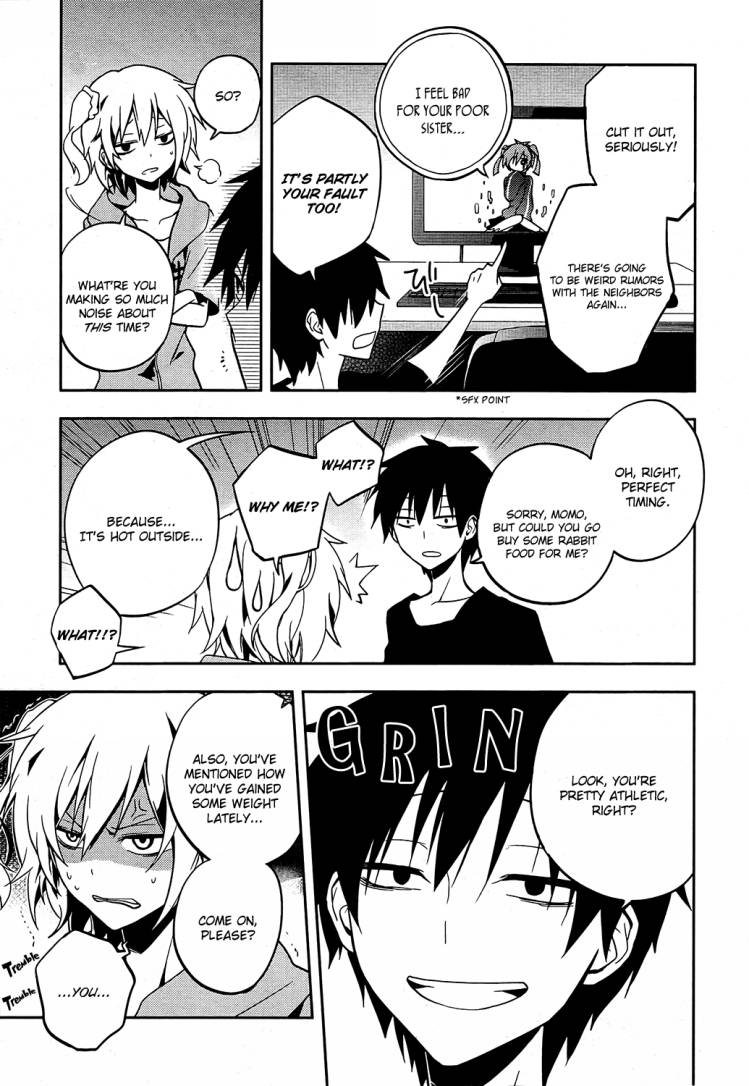 CUT IT OUT,
SERIOUSLY!
THERE'S GOING
TO BE WEIRD RUMORS
WITH THE NEIGHBORS
AGAIN...
I FEEL BAD
FOR YOUR POOR
SISTER...
IT'S PARTLY
YOUR FAULT
TOO!
びし
*SFX POINT
SO?
WHAT'RE YOU
MAKING SO MUCH
NOISE ABOUT
THIS TIME?
OH, RIGHT,
PERFECT
TIMING.
SORRY, MOMO,
BUT COULD YOU GO
BUY SOME RABBIT
FOOD FOR ME?
WHAT!?
WHY ME!?
BECAUSE...
IT'S HOT OUTSIDE...
WHAT!!?
GRIN
LOOK, YOU'RE
PRETTY ATHLETIC,
RIGHT?
ALSO, YOU'VE
MENTIONED HOW
YOU'VE GAINED
SOME WEIGHT
LATELY...
COME ON,
PLEASE?
...YOU...
Tremble
Tremble